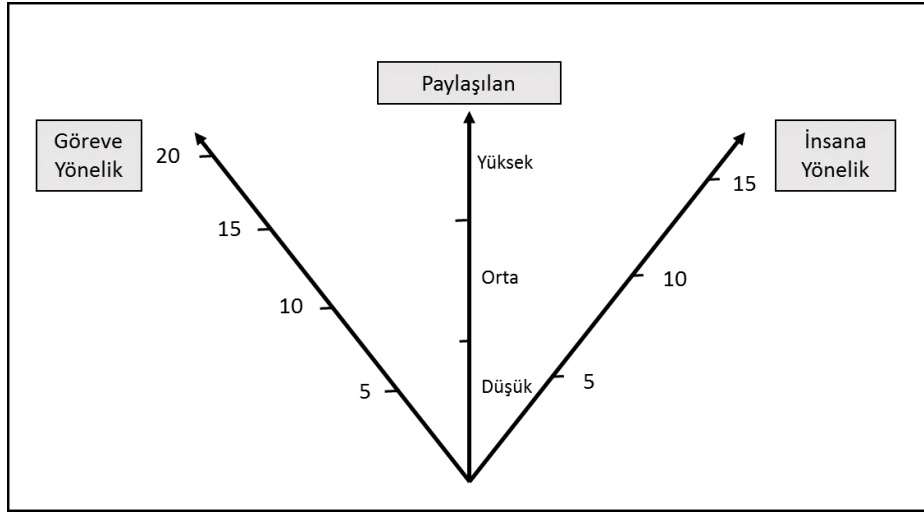 Paylaşılan
Göreve
Yönelik
İnsana
Yönelik
20
15
10
5
Yüksek
Orta
Düşük
15
10
5